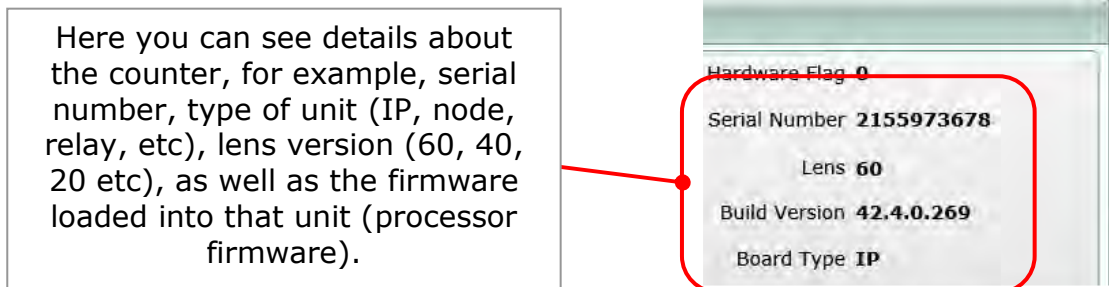 Here you can see details about
the counter, for example, serial
number, type of unit (IP, node,
relay, etc), lens version (60, 40,
20 etc), as well as the firmware
loaded into that unit (processor
firmware).
Hardware Flag 0
Serial Number 2155973678
Lens 60
Build Version 42.4.0.269
Board Type IP